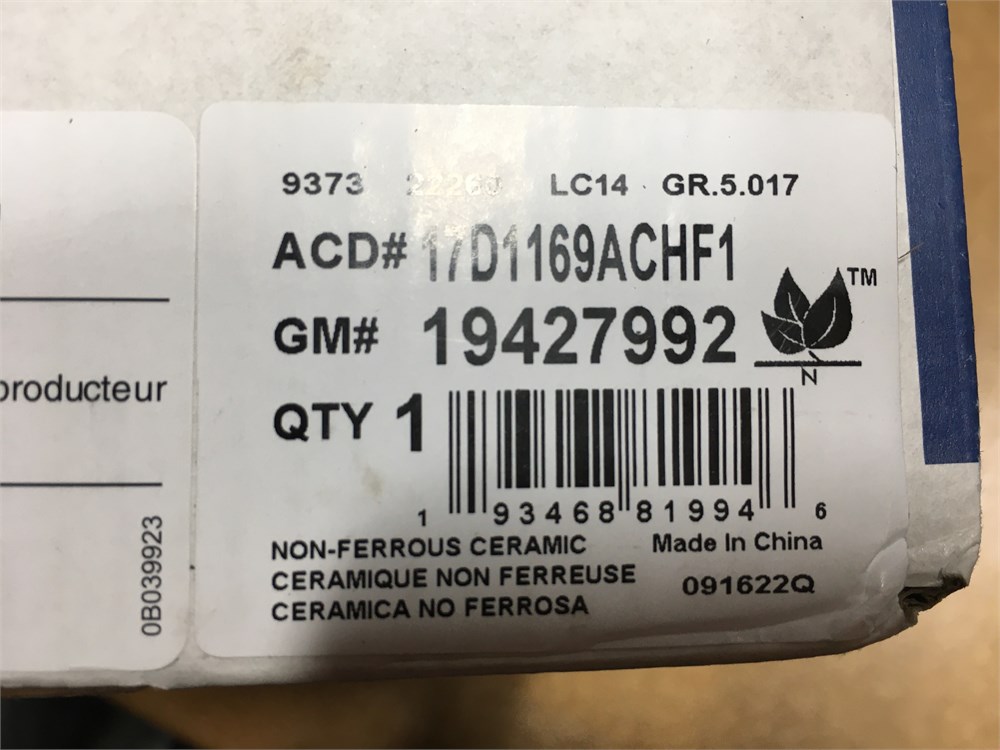 9373 LC14 GR.5.017
ACD# 17D1169ACHF1
GM# 19427992
TM
N
QTY 1
1 93468 81994 6
NON-FERROUS CERAMIC Made In China
CERAMIQUE NON FERREUSE 091622Q
CERAMICA NO FERROSA
producteur
0B039923